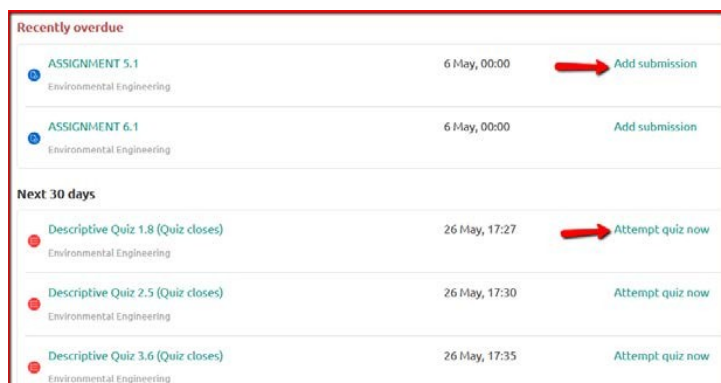 Recently overdue
ASSIGNMENT 5.1 6 May, 00:00 Add submission
Environmental Engineering
ASSIGNMENT 6.1 6 May, 00:00 Add submission
Environmental Engineering
Next 30 days
Descriptive Quiz 1.8 (Quiz closes) 26 May, 17:27 Attempt quiz now
Environmental Engineering
Descriptive Quiz 2.5 (Quiz closes) 26 May, 17:30 Attempt quiz now
Environmental Engineering
Descriptive Quiz 3.6 (Quiz closes) 26 May, 17:35 Attempt quiz now
Environmental Engineering